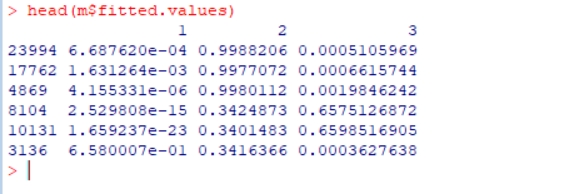 > head(m$fitted.values)
1 2 3
23994 6.687620e-04 0.9988206 0.0005105969
17762 1.631264e-03 0.9977072 0.0006615744
4869 4.155331e-06 0.9980112 0.0019846242
8104 2.529808e-15 0.3424873 0.6575126872
10131 1.659237e-23 0.3401483 0.6598516905
3136 6.580007e-01 0.3416366 0.0003627638
>